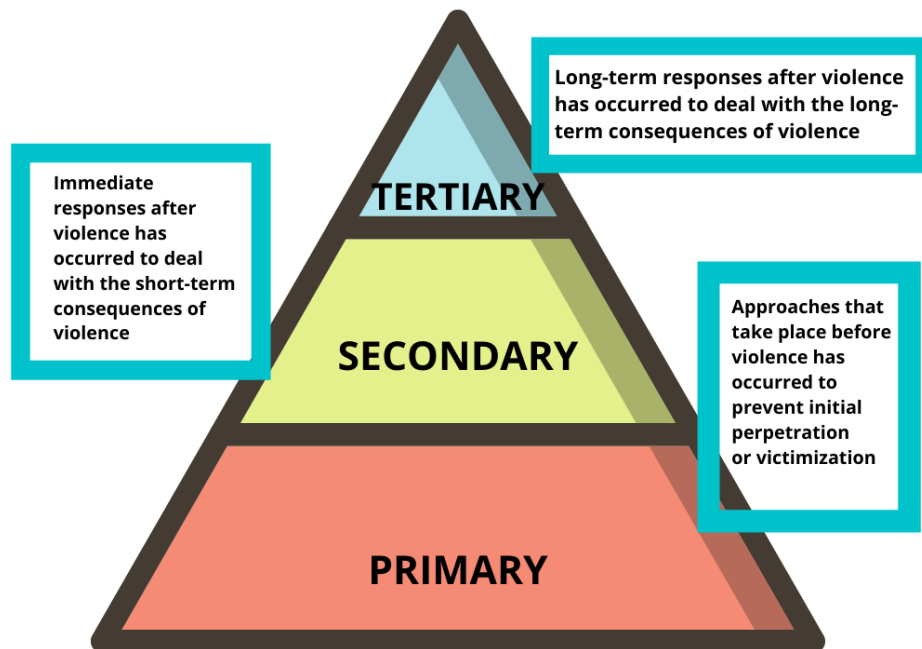 Long-term responses after violence
has occurred to deal with the long-
term consequences of violence
TERTIARY
Immediate
responses after
violence has
occurred to deal
with the short-term
consequences of
violence
SECONDARY
Approaches that
take place before
violence has
occurred to
prevent initial
perpetration
or victimization
PRIMARY